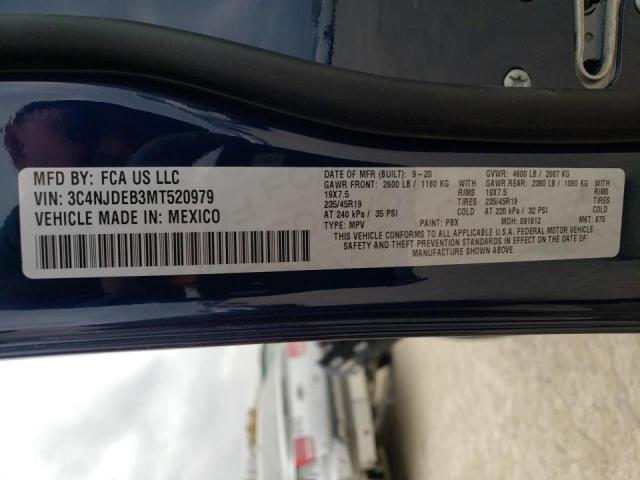 MFD BY: FCA US LLC
VIN: 3C4NJDEB3MT520979
VEHICLE MADE IN: MEXICO
DATE OF MFR (BUILT): 9-20 GVWR: 4600 LB / 2087 KG
GAWR FRONT: 2600 LB / 1180 KG WITH GAWR REAR: 2380 LB / 1080 KG WITH
19X7.5 RIMS 19X7.5 RIMS
235/45R19 TIRES 235/45R19 TIRES
AT 240 kPa / 35 PSI AT 220 kPa / 32 PSI
TYPE: MPV PAINT: PBX MDH: 091812 MKT: 875
THIS VEHICLE CONFORMS TO ALL APPLICABLE U.S.A. FEDERAL MOTOR VEHICLE
SAFETY AND THEFT PREVENTION STANDARDS IN EFFECT ON THE DATE OF
MANUFACTURE SHOWN ABOVE.